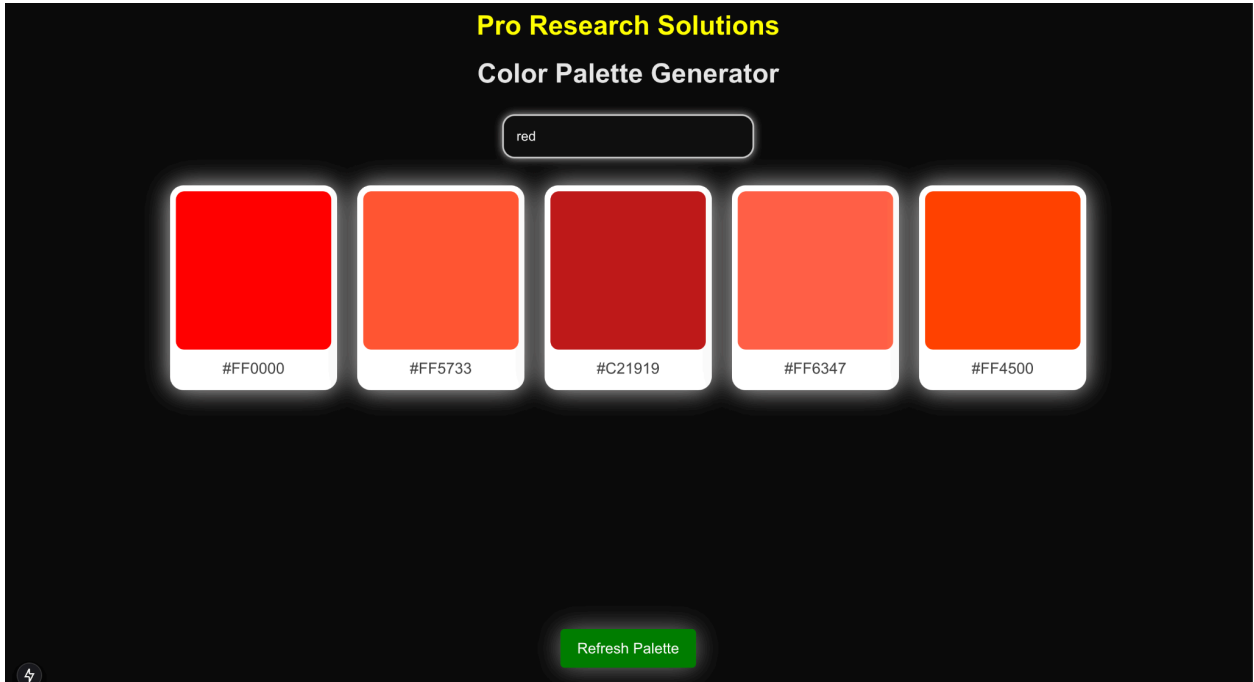 Pro Research Solutions
Color Palette Generator
red
#FF0000
#FF5733
#C21919
#FF6347
#FF4500
Refresh Palette